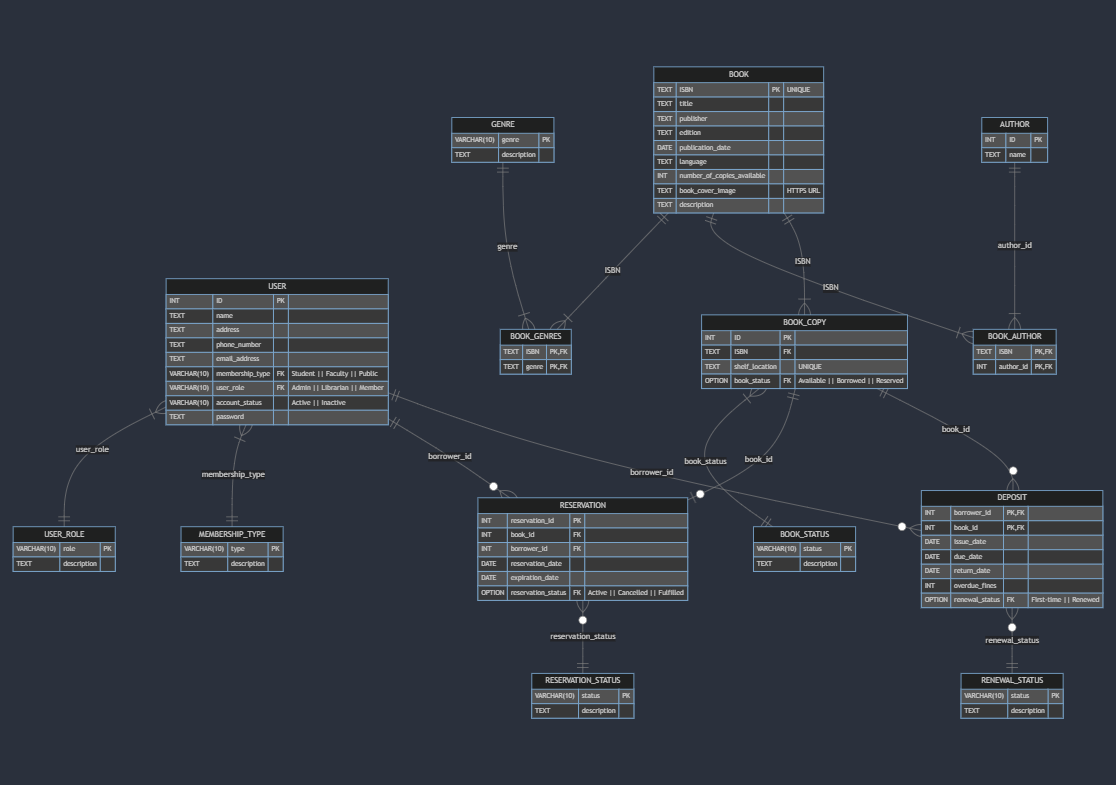 BOOK
TEXT ISBN PK UNIQUE
TEXT title
TEXT publisher
TEXT edition
DATE publication_date
TEXT language
INT number_of_copies_available
TEXT book_cover_image HTTPS URL
TEXT description
GENRE
VARCHAR(10) genre PK
TEXT description
AUTHOR
INT ID PK
TEXT name
genre
ISBN
ISBN
ISBN
author_id
USER
INT ID PK
TEXT name
TEXT address
TEXT phone_number
TEXT email_address
VARCHAR(10) membership_type FK Student || Faculty || Public
VARCHAR(10) user_role FK Admin || Librarian || Member
VARCHAR(10) account_status Active || Inactive
TEXT password
BOOK_GENRES
TEXT ISBN PK,FK
TEXT genre PK,FK
BOOK_COPY
INT ID PK
TEXT ISBN FK
TEXT shelf_location UNIQUE
OPTION book_status FK Available || Borrowed || Reserved
BOOK_AUTHOR
TEXT ISBN PK,FK
INT author_id PK,FK
user_role
membership_type
borrower_id
borrower_id
book_status
book_id
book_id
USER_ROLE
VARCHAR(10) role PK
TEXT description
MEMBERSHIP_TYPE
VARCHAR(10) type PK
TEXT description
RESERVATION
INT reservation_id PK
INT book_id FK
INT borrower_id FK
DATE reservation_date
DATE expiration_date
OPTION reservation_status FK Active || Cancelled || Fulfilled
BOOK_STATUS
VARCHAR(10) status PK
TEXT description
DEPOSIT
INT borrower_id PK,FK
INT book_id PK,FK
DATE issue_date
DATE due_date
DATE return_date
INT overdue_fines
OPTION renewal_status FK First-time || Renewed
reservation_status
renewal_status
RESERVATION_STATUS
VARCHAR(10) status PK
TEXT description
RENEWAL_STATUS
VARCHAR(10) status PK
TEXT description